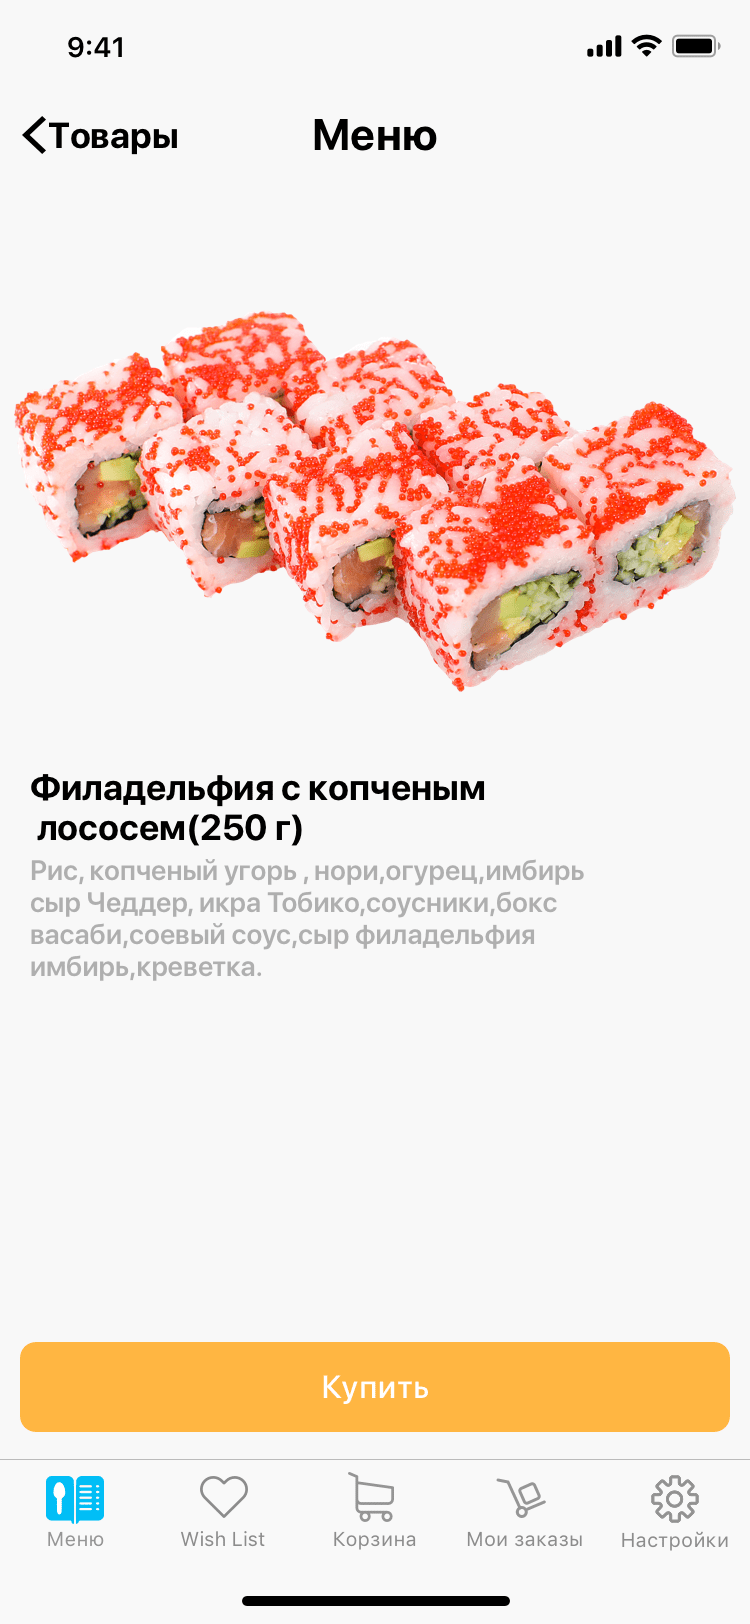 9:41
Товары
Меню
Филадельфия с копченым
лососем(250 г)
Рис, копченый угорь , нори,огурец,имбирь
сыр Чеддер, икра Тобико,соусники,бокс
васаби,соевый соус,сыр филадельфия
имбирь,креветка.
Купить
Меню
Wish List
Корзина
Мои заказы
Настройки